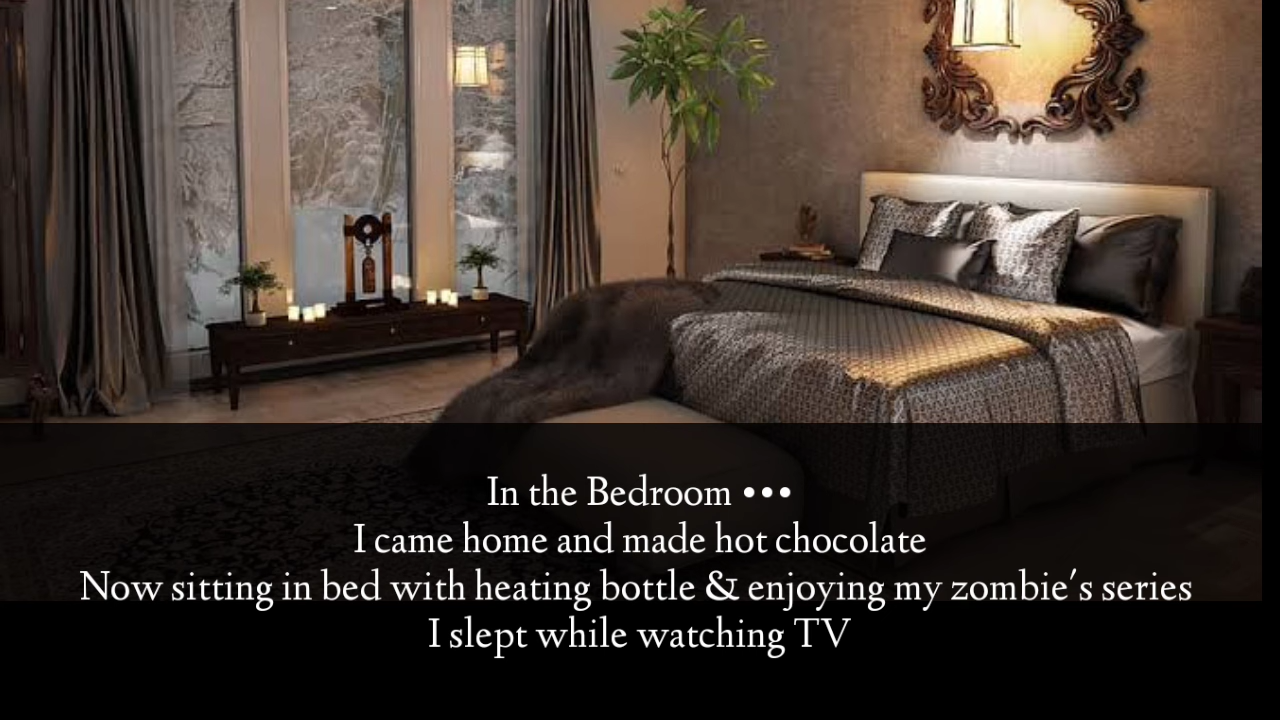 In the Bedroom •••
I came home and made hot chocolate
Now sitting in bed with heating bottle & enjoying my zombie's series
I slept while watching TV